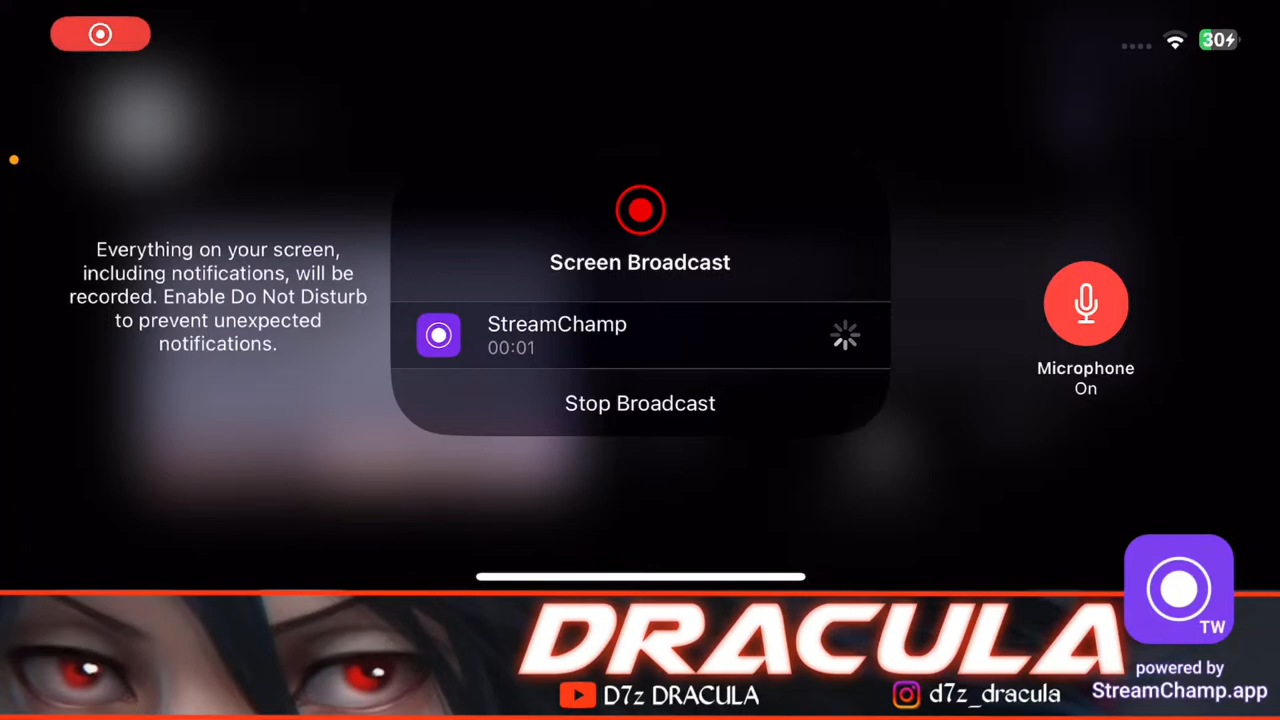 30
Everything on your screen,
including notifications, will be
recorded. Enable Do Not Disturb
to prevent unexpected
notifications.
Screen Broadcast
StreamChamp
00:01
Stop Broadcast
Microphone
On
DRACULA
D7z DRACULA
d7z_dracula
TW
powered by
StreamChamp.app